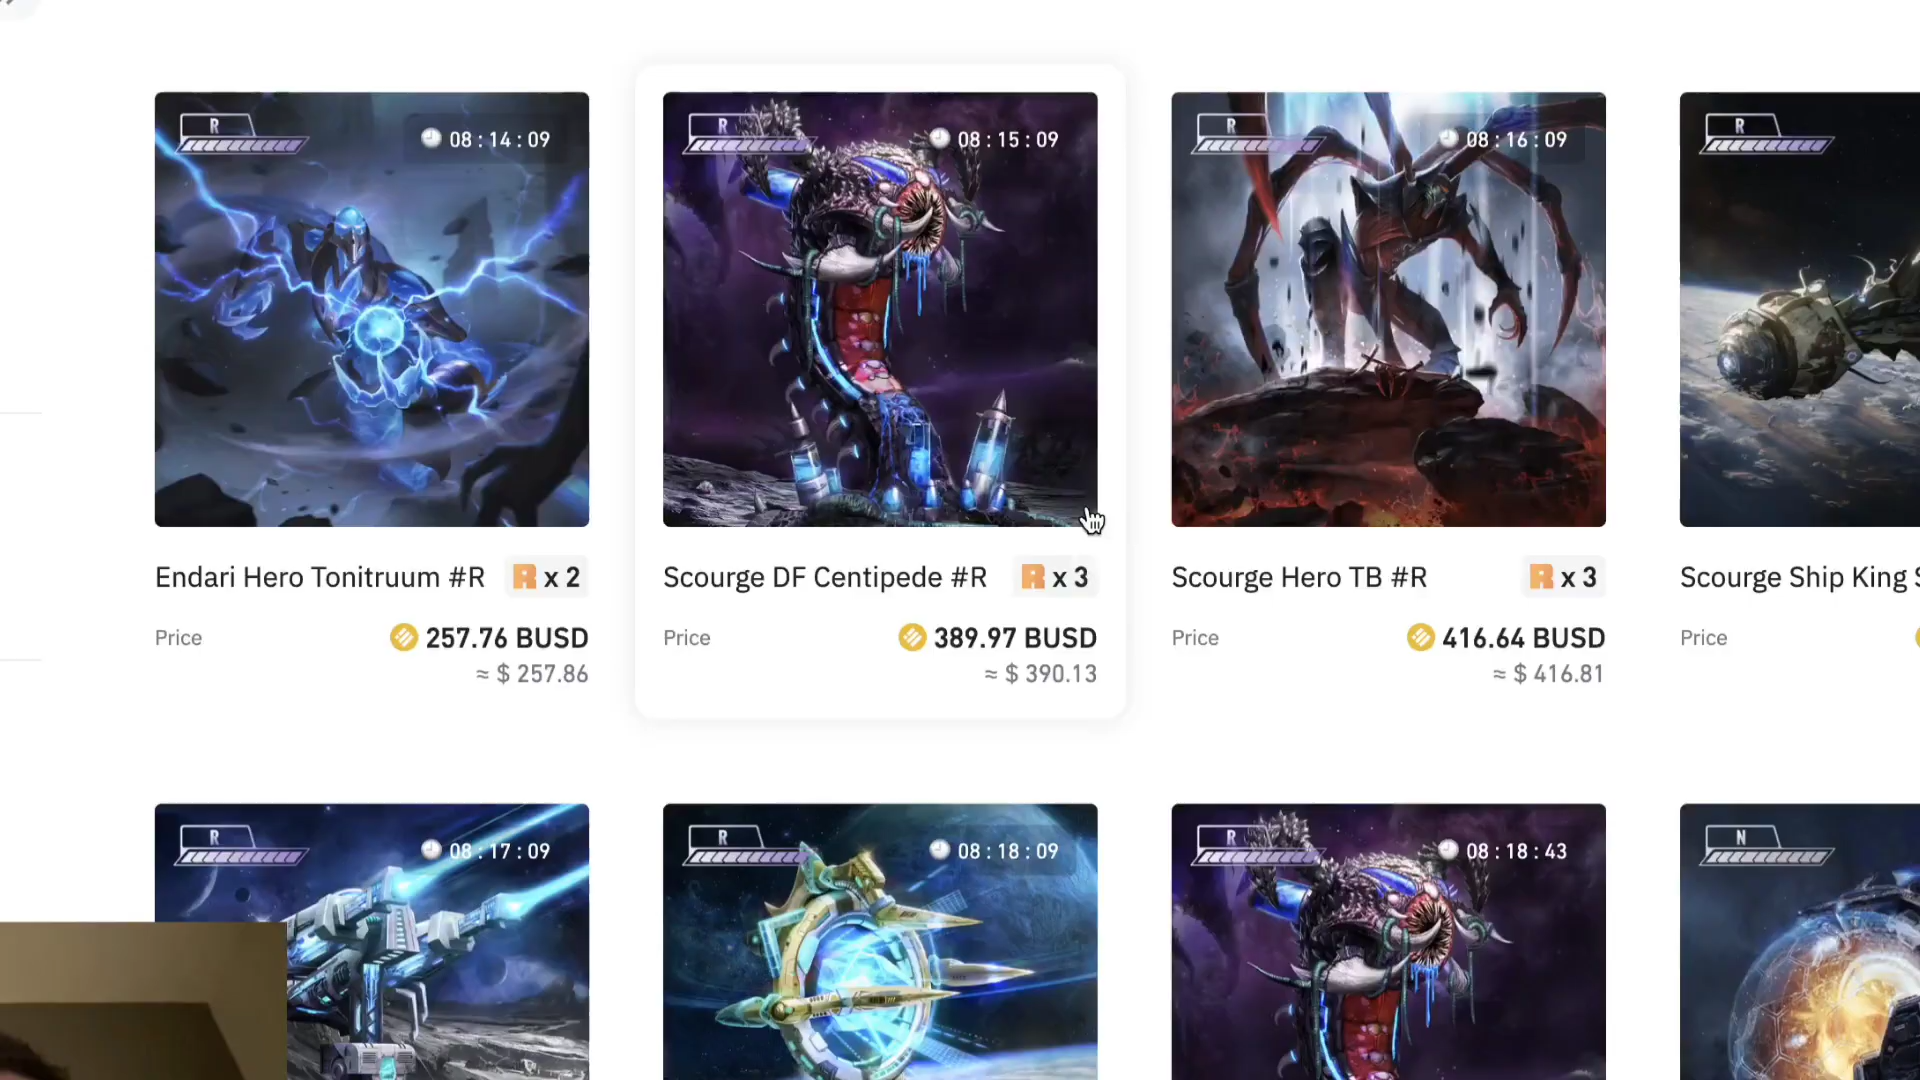 R 08 : 14 : 09
R 08 : 15 : 09
R 08 : 16 : 09
R
Endari Hero Tonitruum #R R x 2
Scourge DF Centipede #R R x 3
Scourge Hero TB #R R x 3
Scourge Ship King
Price 257.76 BUSD
≈ $ 257.86
Price 389.97 BUSD
≈ $ 390.13
Price 416.64 BUSD
≈ $ 416.81
Price
R 08 : 17 : 09
R 08 : 18 : 09
R 08 : 18 : 43
N